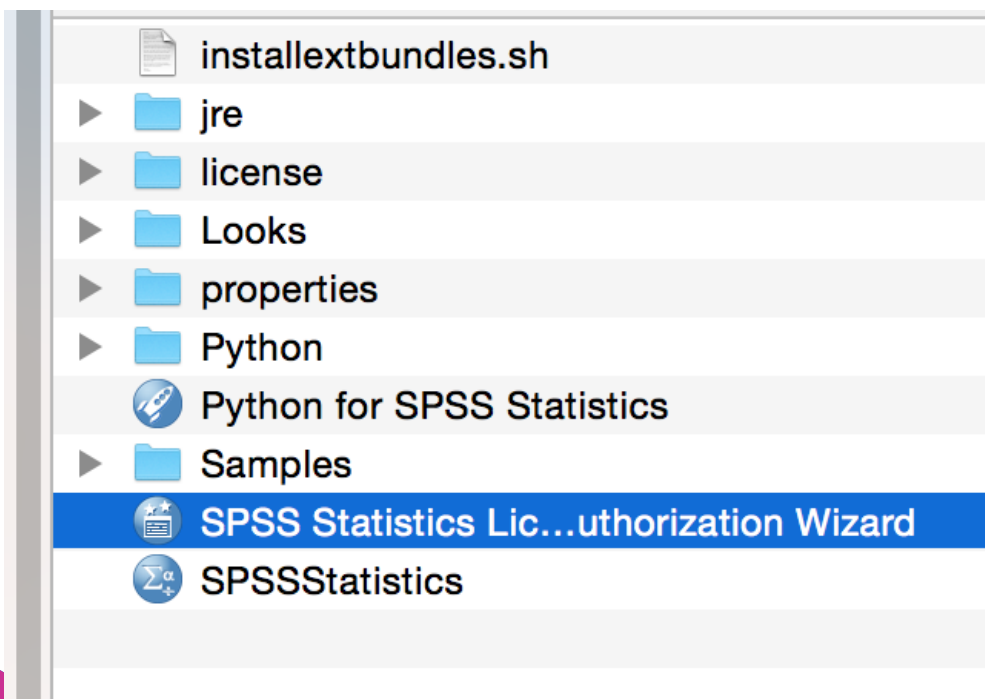 installextbundles.sh
jre
license
Looks
properties
Python
Python for SPSS Statistics
Samples
SPSS Statistics Lic...uthorization Wizard
SPSSStatistics